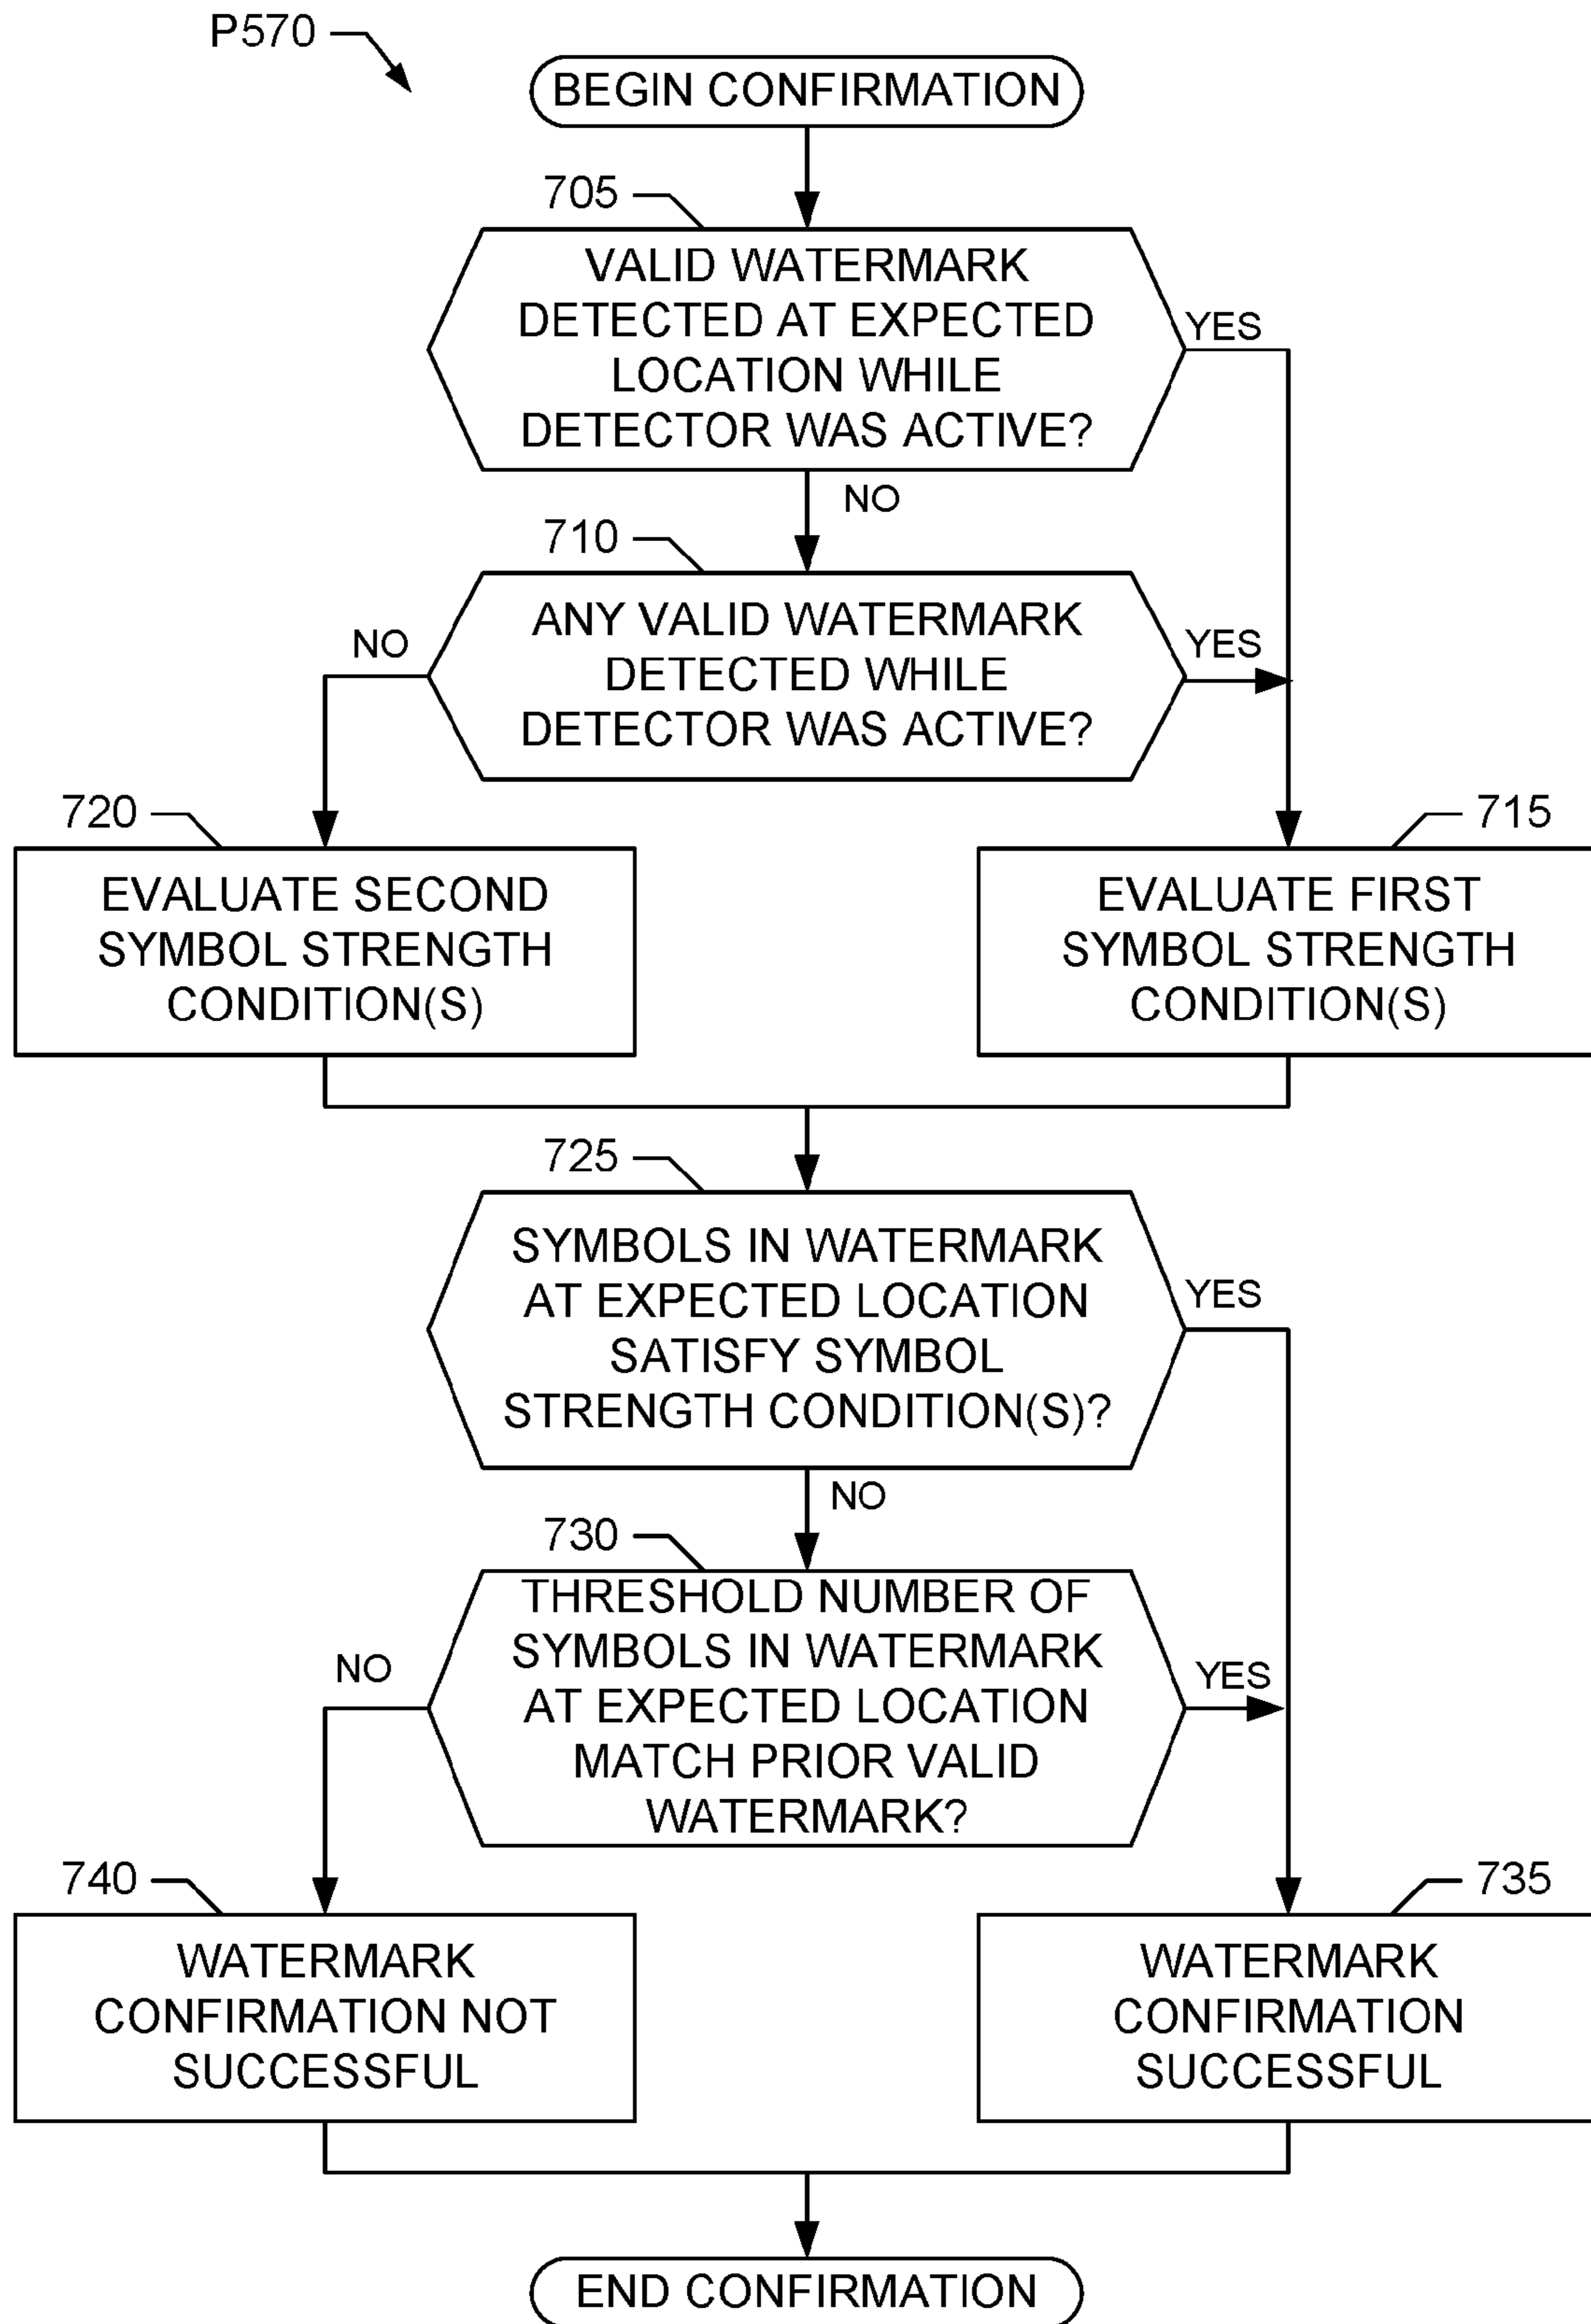 P570
BEGIN CONFIRMATION
705
VALID WATERMARK
DETECTED AT EXPECTED
LOCATION WHILE
DETECTOR WAS ACTIVE?
YES
NO
710
ANY VALID WATERMARK
DETECTED WHILE
DETECTOR WAS ACTIVE?
NO
YES
720
EVALUATE SECOND
SYMBOL STRENGTH
CONDITION(S)
715
EVALUATE FIRST
SYMBOL STRENGTH
CONDITION(S)
725
SYMBOLS IN WATERMARK
AT EXPECTED LOCATION
SATISFY SYMBOL
STRENGTH CONDITION(S)?
YES
NO
730
THRESHOLD NUMBER OF
SYMBOLS IN WATERMARK
AT EXPECTED LOCATION
MATCH PRIOR VALID
WATERMARK?
NO
YES
740
WATERMARK
CONFIRMATION NOT
SUCCESSFUL
735
WATERMARK
CONFIRMATION
SUCCESSFUL
END CONFIRMATION